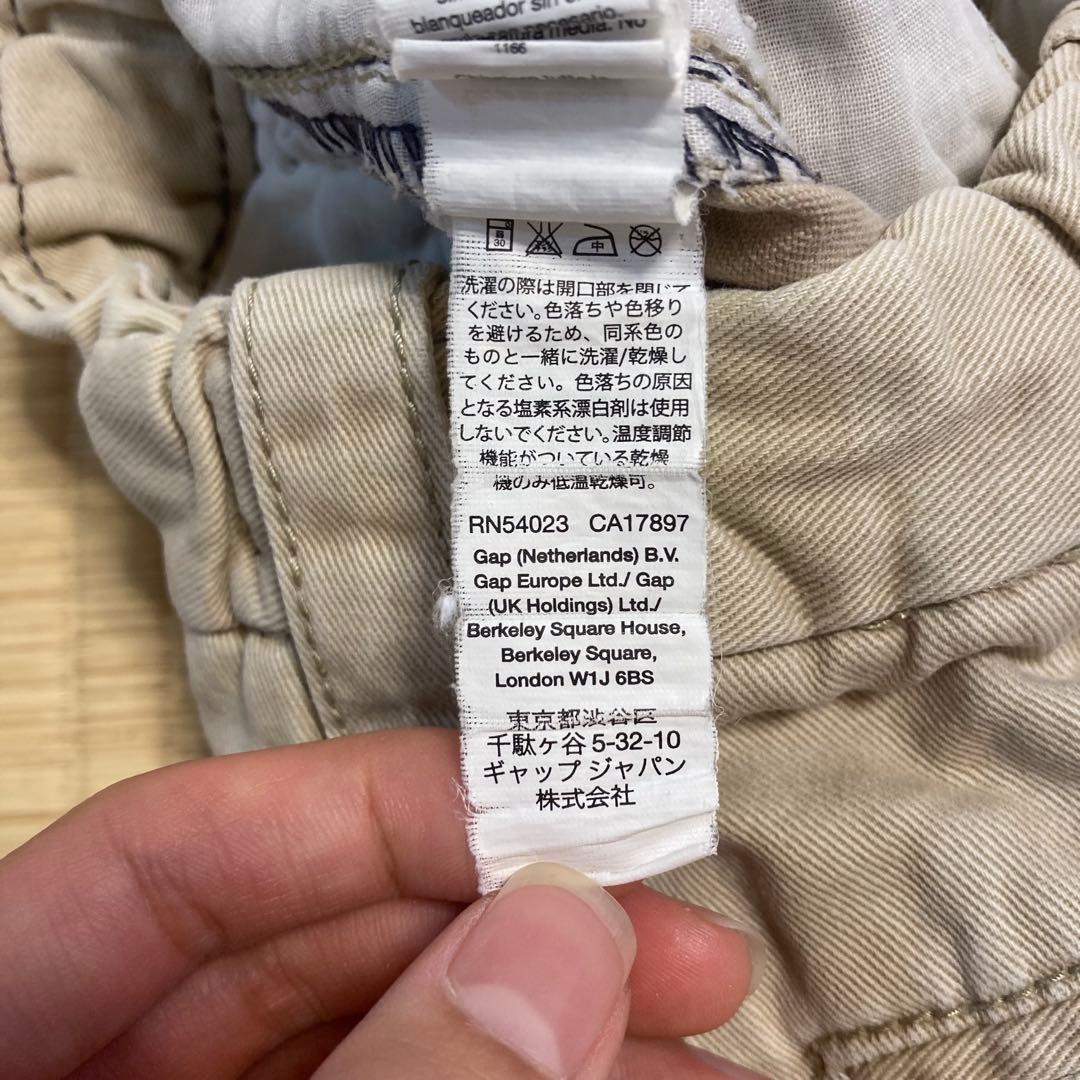 blanqueador sin
media. No
1166
弱
30
中
洗濯の際は開口部を閉じて
ください。色落ちや色移り
を避けるため、同系色の
ものと一緒に洗濯/乾燥し
てください。色落ちの原因
となる塩素系漂白剤は使用
しないでください。温度調節
機能がついている乾燥
機のみ低温乾燥可。
RN54023 CA17897
Gap (Netherlands) B.V.
Gap Europe Ltd./ Gap
(UK Holdings) Ltd./
Berkeley Square House,
Berkeley Square,
London W1J 6BS
東京都渋谷区
千駄ヶ谷 5-32-10
ギャップ ジャパン
株式会社